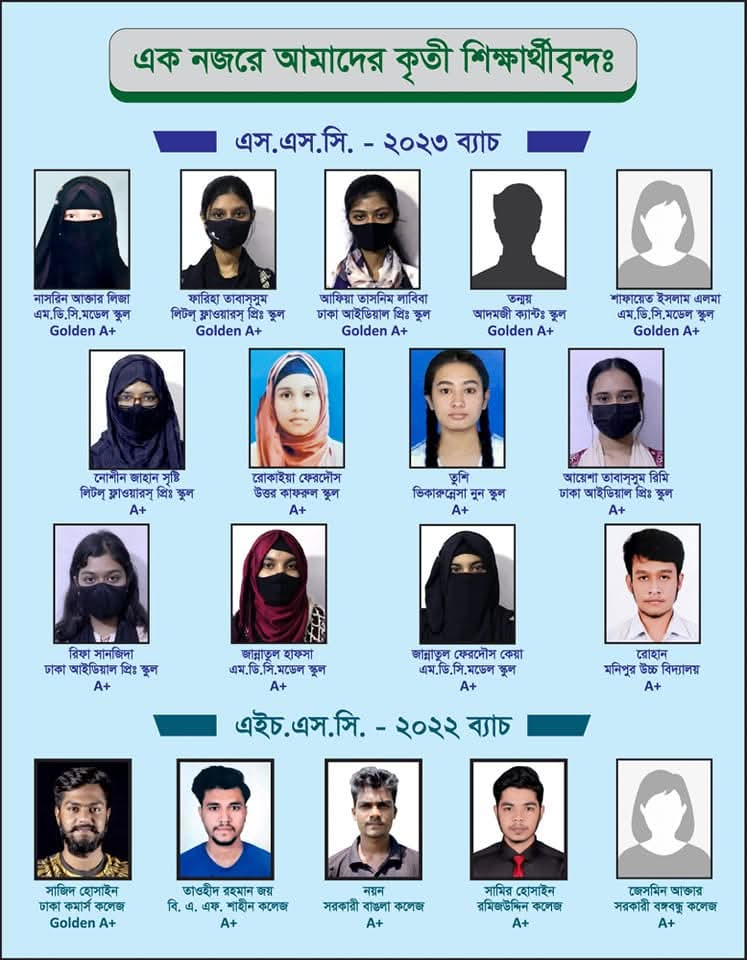 এক নজরে আমাদের কৃতী শিক্ষার্থীবৃন্দঃ
এস.এস.সি. - ২০২৩ ব্যাচ
নাসরিন আক্তার লিজা
এম.ডি.সি.মডেল স্কুল
Golden A+
ফারিহা তাবাস্সুম
লিটল্ ফ্লাওয়ারস্ প্রিঃ স্কুল
Golden A+
আফিয়া তাসনিম লাবিবা
ঢাকা আইডিয়াল প্রিঃ স্কুল
Golden A+
তন্ময়
আদমজী ক্যান্টঃ স্কুল
Golden A+
শাফায়েত ইসলাম এলমা
এম.ডি.সি.মডেল স্কুল
Golden A+
নোশীন জাহান সৃষ্টি
লিটল্ ফ্লাওয়ারস্ প্রিঃ স্কুল
A+
রোকাইয়া ফেরদৌস
উত্তর কাফরুল স্কুল
A+
তুশি
ভিকারুন্নেসা নুন স্কুল
A+
আয়েশা তাবাস্সুম রিমি
ঢাকা আইডিয়াল প্রিঃ স্কুল
A+
রিফা সানজিদা
ঢাকা আইডিয়াল প্রিঃ স্কুল
A+
জান্নাতুল হাফসা
এম.ডি.সি.মডেল স্কুল
A+
জান্নাতুল ফেরদৌস কেয়া
এম.ডি.সি.মডেল স্কুল
A+
রোহান
মনিপুর উচ্চ বিদ্যালয়
A+
এইচ.এস.সি. - ২০২২ ব্যাচ
সাজিদ হোসাইন
ঢাকা কমার্স কলেজ
Golden A+
তাওহীদ রহমান জয়
বি. এ. এফ. শাহীন কলেজ
A+
নয়ন
সরকারী বাঙলা কলেজ
A+
সামির হোসাইন
রমিজউদ্দিন কলেজ
A+
জেসমিন আক্তার
সরকারী বঙ্গবন্ধু কলেজ
A+